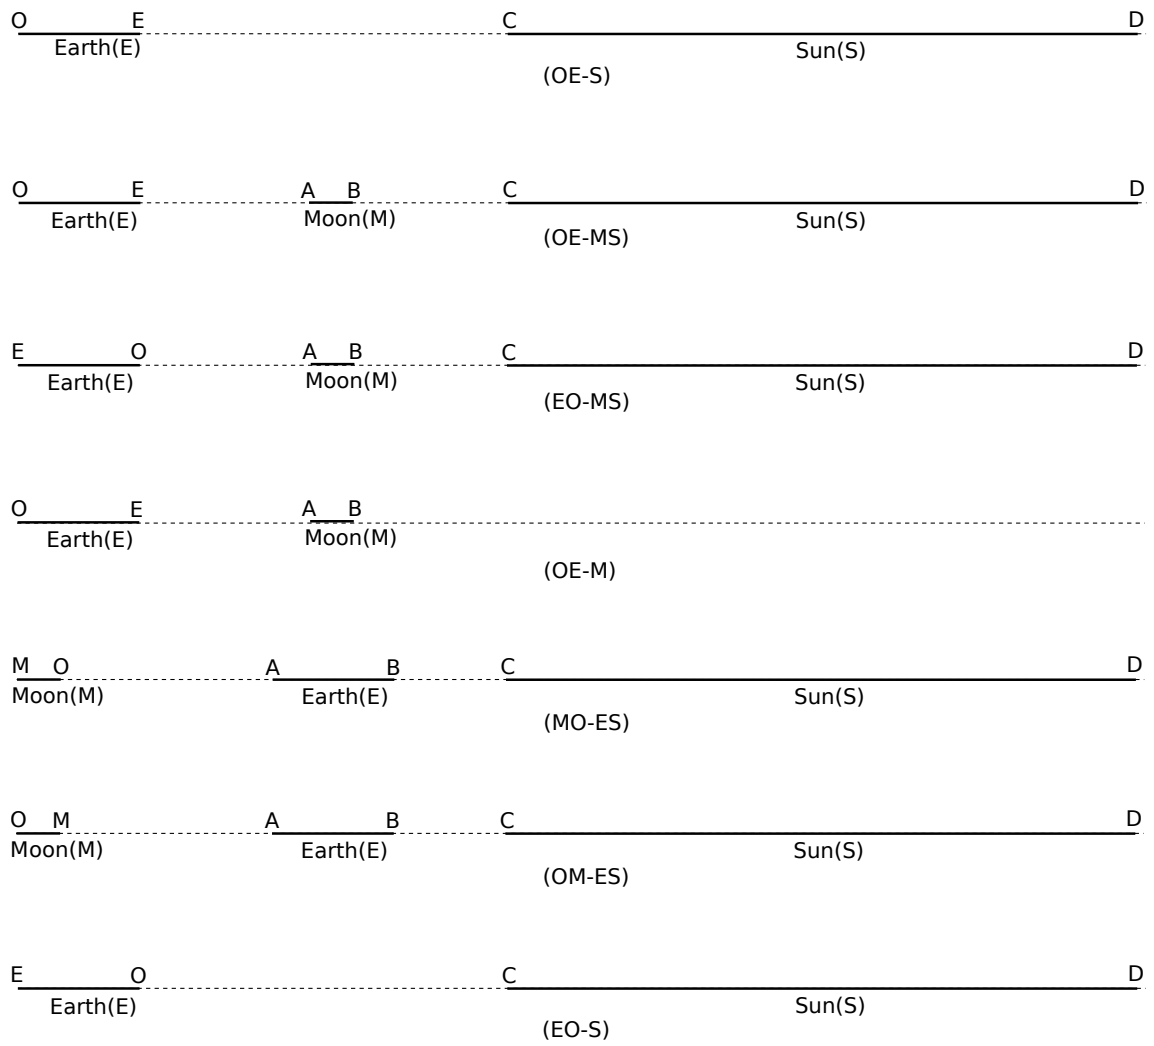 O E C D
Earth(E) Sun(S)
(OE-S)
O E A B C D
Earth(E) Moon(M) Sun(S)
(OE-MS)
E O A B C D
Earth(E) Moon(M) Sun(S)
(EO-MS)
O E A B
Earth(E) Moon(M)
(OE-M)
M O A B C D
Moon(M) Earth(E) Sun(S)
(MO-ES)
O M A B C D
Moon(M) Earth(E) Sun(S)
(OM-ES)
E O C D
Earth(E) Sun(S)
(EO-S)